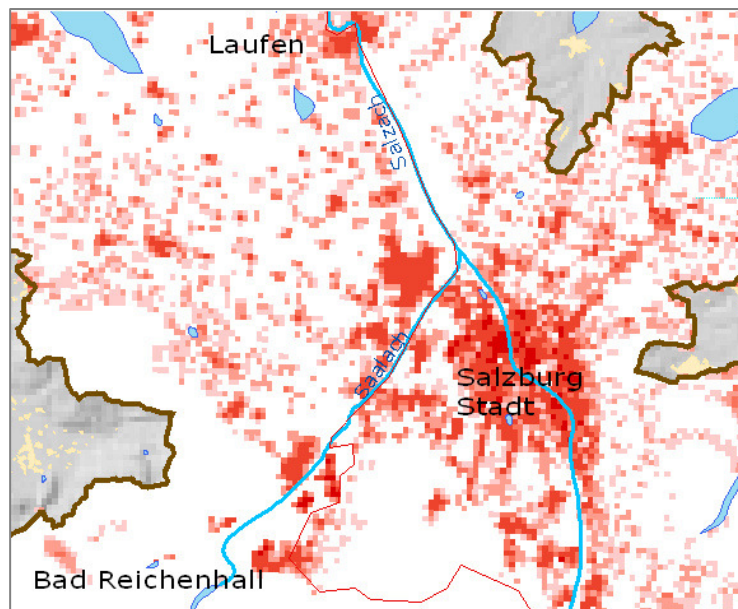 Laufen
Salzach
Saalach
Salzburg
Stadt
Bad Reichenhall